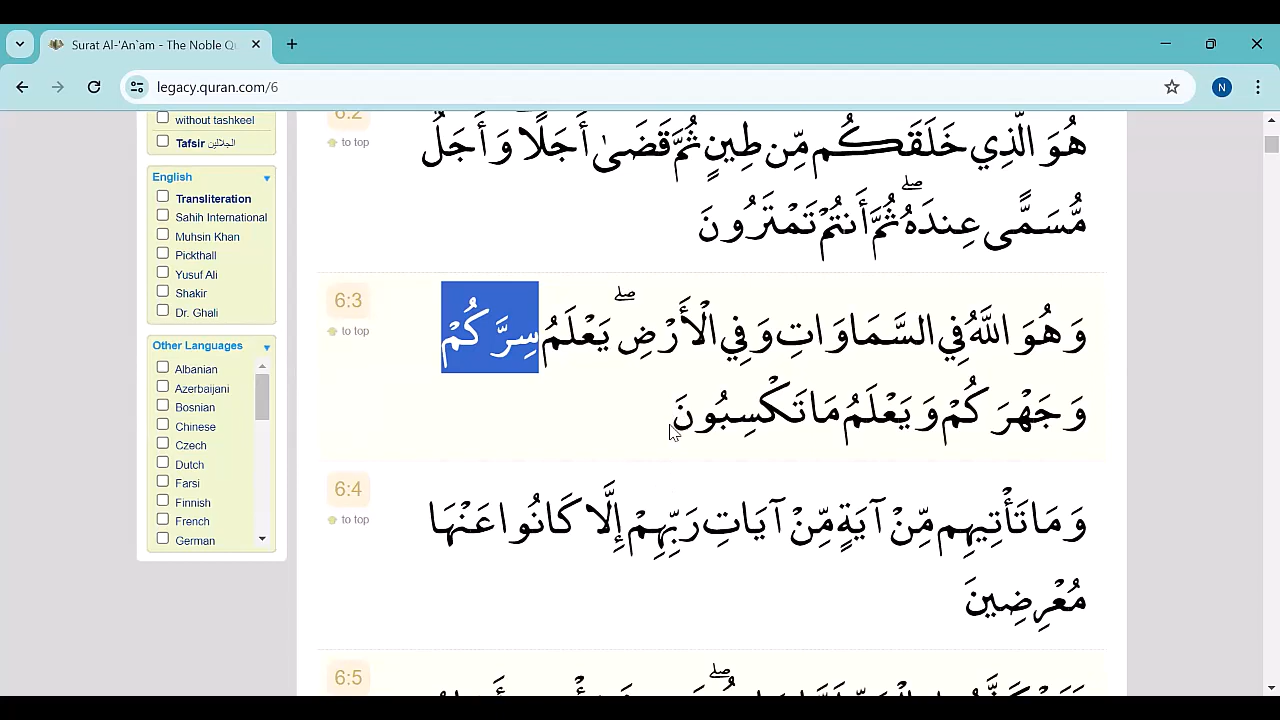 Surat Al-'An`am - The Noble Q
legacy.quran.com/6
N
without tashkeel
Tafsir الجلالين
English
Transliteration
Sahih International
Muhsin Khan
Pickthall
Yusuf Ali
Shakir
Dr. Ghali
Other Languages
Albanian
Azerbaijani
Bosnian
Chinese
Czech
Dutch
Farsi
Finnish
French
German
6:2
to top
هُوَ الَّذِي خَلَقَكُم مِّن طِينٍ ثُمَّ قَضَىٰ أَجَلًا ۖ وَأَجَلٌ
مُّسَمًّى عِندَهُ ۖ ثُمَّ أَنتُمْ تَمْتَرُونَ
6:3
to top
وَهُوَ اللَّهُ فِي السَّمَاوَاتِ وَفِي الْأَرْضِ ۖ يَعْلَمُ سِرَّكُمْ
وَجَهْرَكُمْ وَيَعْلَمُ مَا تَكْسِبُونَ
6:4
to top
وَمَا تَأْتِيهِم مِّنْ آيَةٍ مِّنْ آيَاتِ رَبِّهِمْ إِلَّا كَانُوا عَنْهَا
مُعْرِضِينَ
6:5